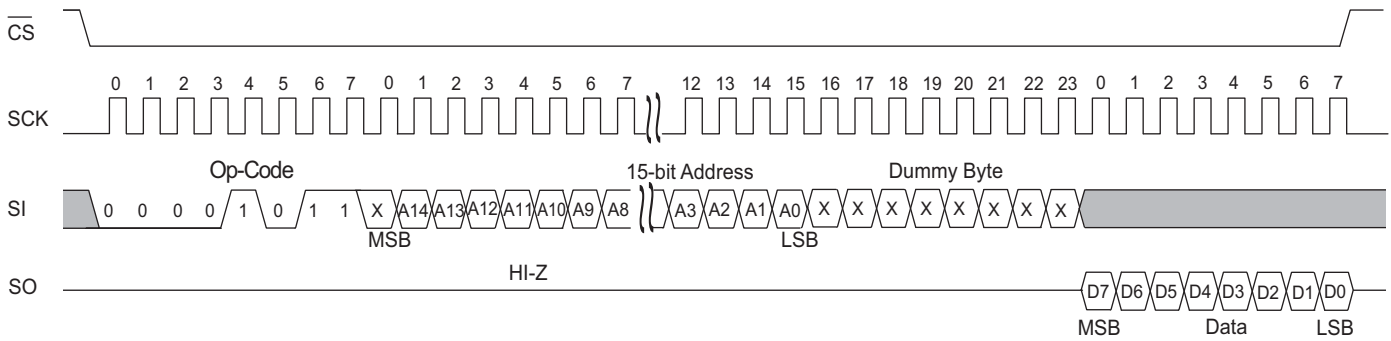 CS
0 1 2 3 4 5 6 7 0 1 2 3 4 5 6 7 12 13 14 15 16 17 18 19 20 21 22 23 0 1 2 3 4 5 6 7
SCK
Op-Code 15-bit Address Dummy Byte
SI 0 0 0 0 1 0 1 1 X A14 A13 A12 A11 A10 A9 A8 A3 A2 A1 A0 X X X X X X X X
MSB LSB
HI-Z
SO D7 D6 D5 D4 D3 D2 D1 D0
MSB Data LSB